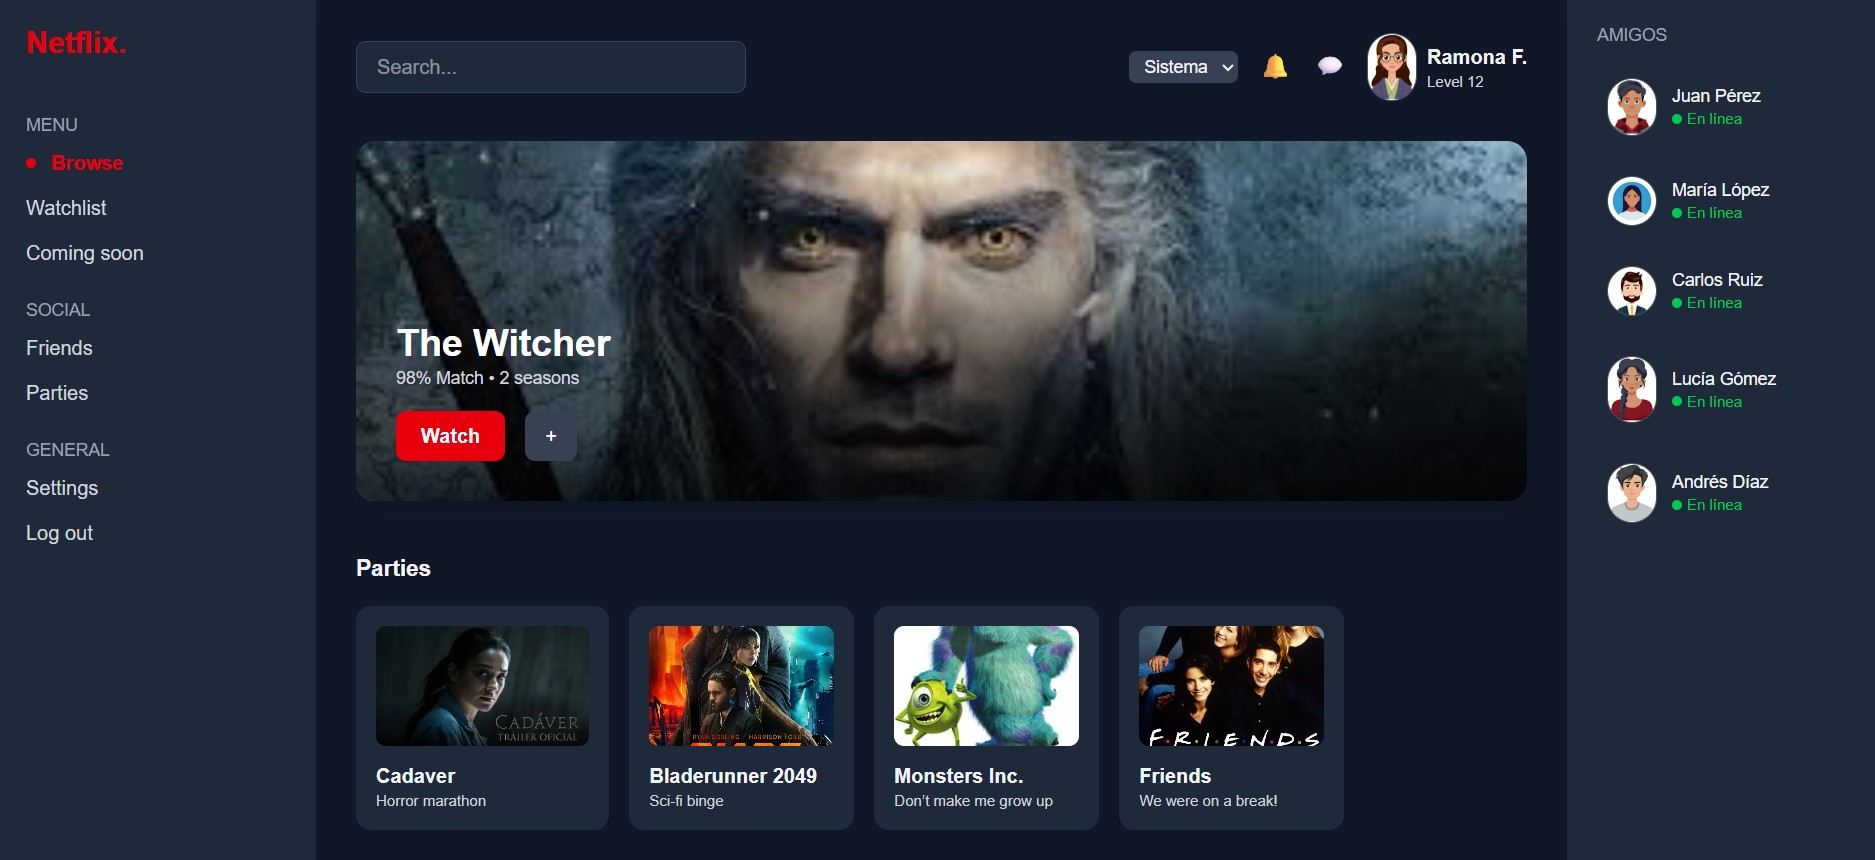 Netflix.
MENU
Browse
Watchlist
Coming soon
SOCIAL
Friends
Parties
GENERAL
Settings
Log out
Search...
Sistema
Ramona F.
Level 12
The Witcher
98% Match • 2 seasons
Watch
+
Parties
CADÁVER
TRÁILER OFICIAL
Cadaver
Horror marathon
RYAN GOSLING / HARRISON FORD
Bladerunner 2049
Sci-fi binge
Monsters Inc.
Don't make me grow up
F·R·I·E·N·D·S
Friends
We were on a break!
AMIGOS
Juan Pérez
En línea
María López
En línea
Carlos Ruiz
En línea
Lucía Gómez
En línea
Andrés Díaz
En línea